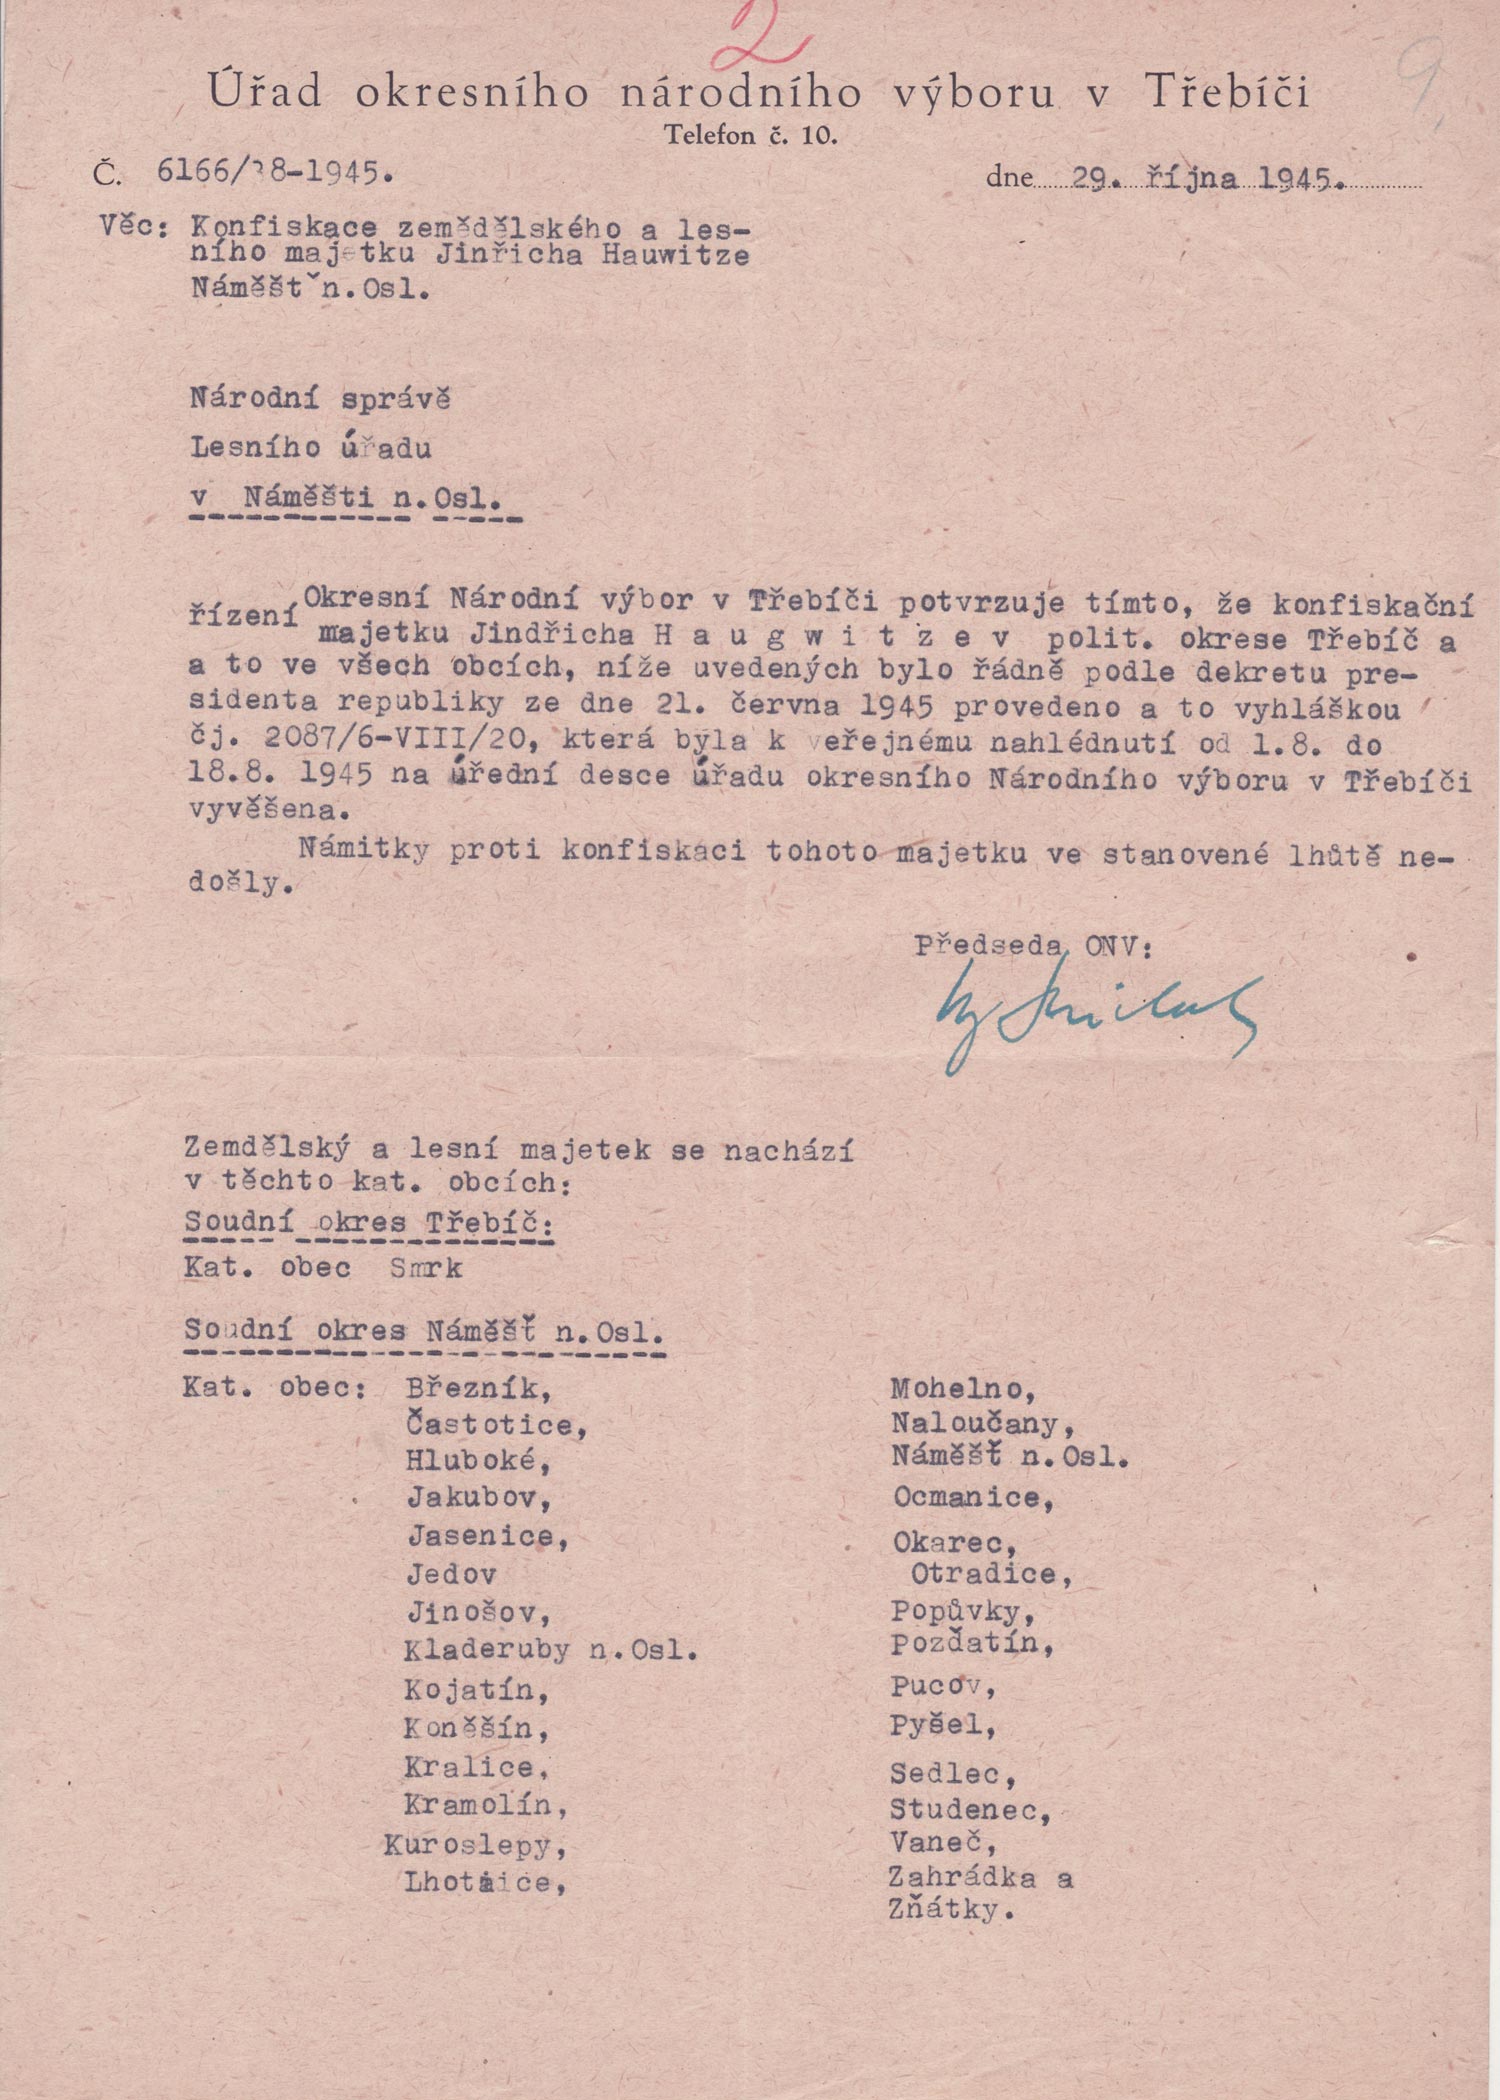 2
9
Úřad okresního národního výboru v Třebíči
Telefon č. 10.
Č. 6166/38-1945.
dne 29. října 1945.
Věc: Konfiskace zemědělského a les-
ního majetku Jinřicha Hauwitze
Náměšťn.Osl.
Národní správě
Lesního úřadu
v Náměšti n.Osl.
Okresní Národní výbor v Třebíči potvrzuje tímto, že konfiskační
řízení majetku Jindřicha H a u g w i t z e v polit. okrese Třebíč a
a to ve všech obcích, níže uvedených bylo řádně podle dekretu pre-
sidenta republiky ze dne 21. června 1945 provedeno a to vyhláškou
čj. 2087/6-VIII/20, která byla k veřejnému nahlédnutí od 1.8. do
18.8. 1945 na úřední desce úřadu okresního Národního výboru v Třebíči
vyvěšena.
Námitky proti konfiskaci tohoto majetku ve stanovené lhůtě ne-
došly.
Předseda ONV:
Zemdělský a lesní majetek se nachází
v těchto kat. obcích:
Soudní okres Třebíč:
Kat. obec Smrk
Soudní okres Náměšť n.Osl.
Kat. obec: Březník,
Častotice,
Hluboké,
Jakubov,
Jasenice,
Jedov
Jinošov,
Kladeruby n.Osl.
Kojatín,
Koněšín,
Kralice,
Kramolín,
Kuroslepy,
Mohelno,
Naloučany,
Náměšť n.Osl.
Ocmanice,
Okarec,
Otradice,
Popůvky,
Pozďatín,
Pucov,
Pyšel,
Sedlec,
Studenec,
Vaneč,
Zahrádka a
Zňátky.